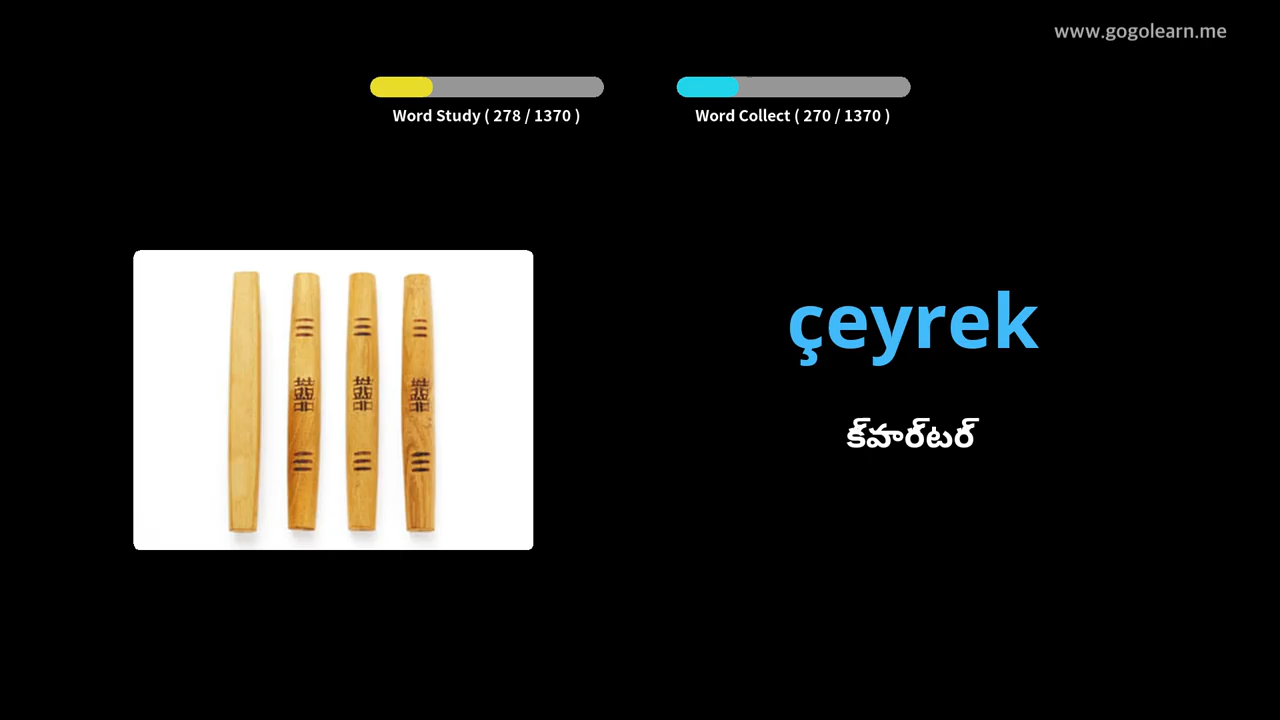 www.gogolearn.me
Word Study ( 278 / 1370 )
Word Collect ( 270 / 1370 )
çeyrek
క్‌వార్‌టర్